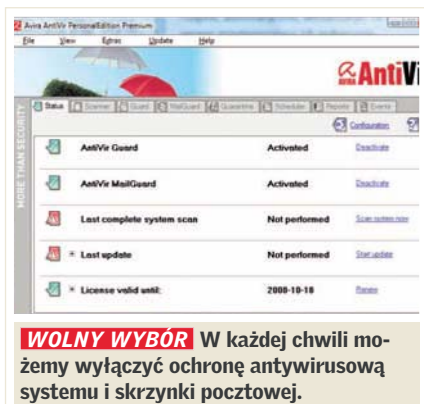 Avira AntiVir PersonalEdition Premium
File View Extras Update Help
AVIRA AntiVi
MORE THAN SECURITY
Status Scanner Guard MailGuard Quarantine Scheduler Reports Events
Configuration
AntiVir Guard Activated Deactivate
AntiVir MailGuard Activated Deactivate
Last complete system scan Not performed Scan system now
Last update Not performed Start update
License valid until: 2008-10-18 Renew
WOLNY WYBÓR W każdej chwili mo-
żemy wyłączyć ochronę antywirusową
systemu i skrzynki pocztowej.